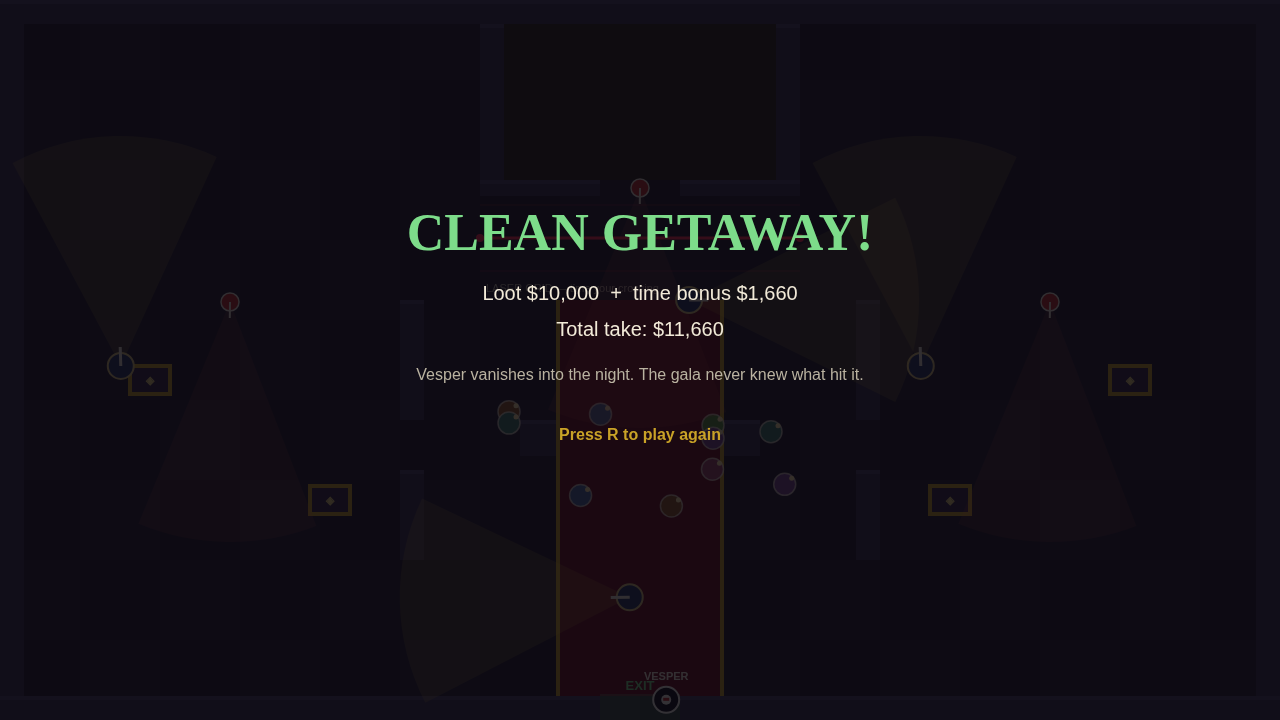 CLEAN GETAWAY!
Loot $10,000 + time bonus $1,660
Total take: $11,660
Vesper vanishes into the night. The gala never knew what hit it.
Press R to play again
VESPER
EXIT